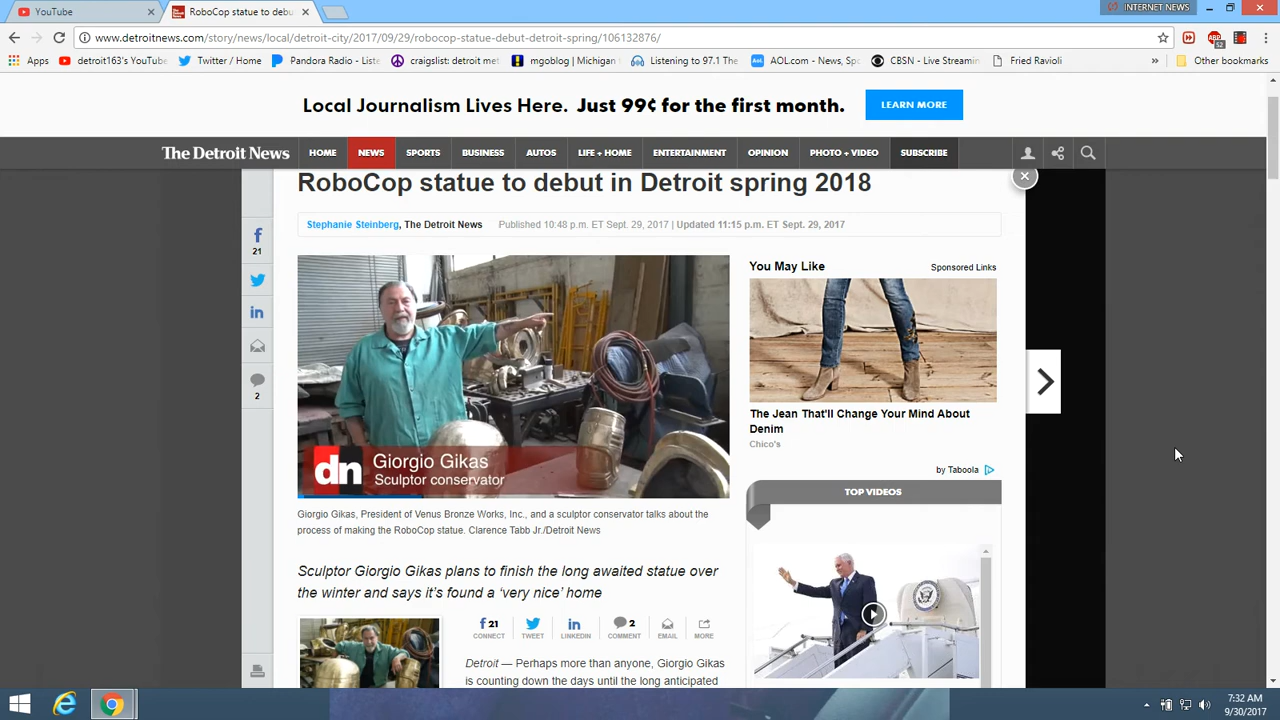 YouTube
RoboCop statue to debut
INTERNET NEWS
www.detroitnews.com/story/news/local/detroit-city/2017/09/29/robocop-statue-debut-detroit-spring/106132876/
52
Apps detroit163's YouTube Twitter / Home Pandora Radio - Liste craigslist: detroit met mgoblog | Michigan Listening to 97.1 The AOL.com - News, Spo CBSN - Live Streamin Fried Ravioli » Other bookmarks
Local Journalism Lives Here. Just 99¢ for the first month. LEARN MORE
The Detroit News HOME NEWS SPORTS BUSINESS AUTOS LIFE + HOME ENTERTAINMENT OPINION PHOTO + VIDEO SUBSCRIBE
RoboCop statue to debut in Detroit spring 2018
Stephanie Steinberg, The Detroit News Published 10:48 p.m. ET Sept. 29, 2017 | Updated 11:15 p.m. ET Sept. 29, 2017
21
2
dn
Giorgio Gikas
Sculptor conservator
Giorgio Gikas, President of Venus Bronze Works, Inc., and a sculptor conservator talks about the
process of making the RoboCop statue. Clarence Tabb Jr./Detroit News
Sculptor Giorgio Gikas plans to finish the long awaited statue over
the winter and says it's found a 'very nice' home
21 2
CONNECT TWEET LINKEDIN COMMENT EMAIL MORE
Detroit — Perhaps more than anyone, Giorgio Gikas
is counting down the days until the long anticipated
You May Like Sponsored Links
The Jean That'll Change Your Mind About
Denim
Chico's
by Taboola
TOP VIDEOS
7:32 AM
9/30/2017